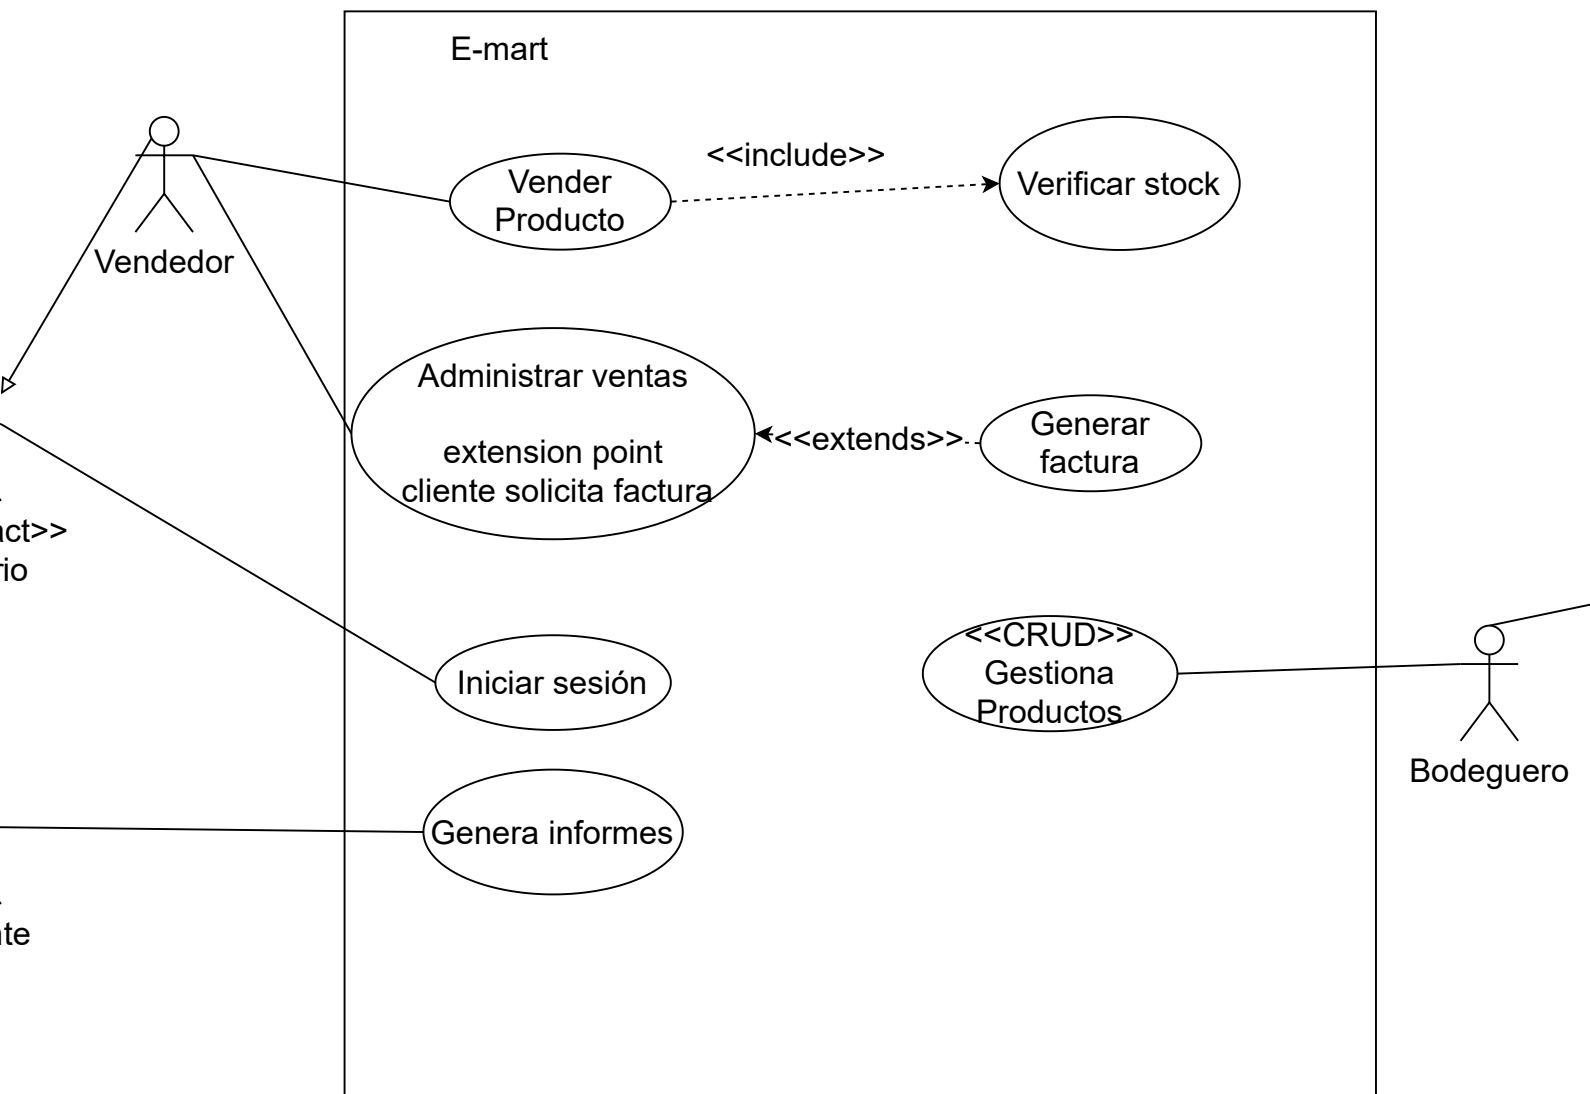 E-mart
<<include>>
Vender
Producto
Verificar stock
Vendedor
Administrar ventas
extension point
cliente solicita factura
<<extends>>
Generar
factura
<<CRUD>>
Gestiona
Productos
Iniciar sesión
Bodeguero
Genera informes